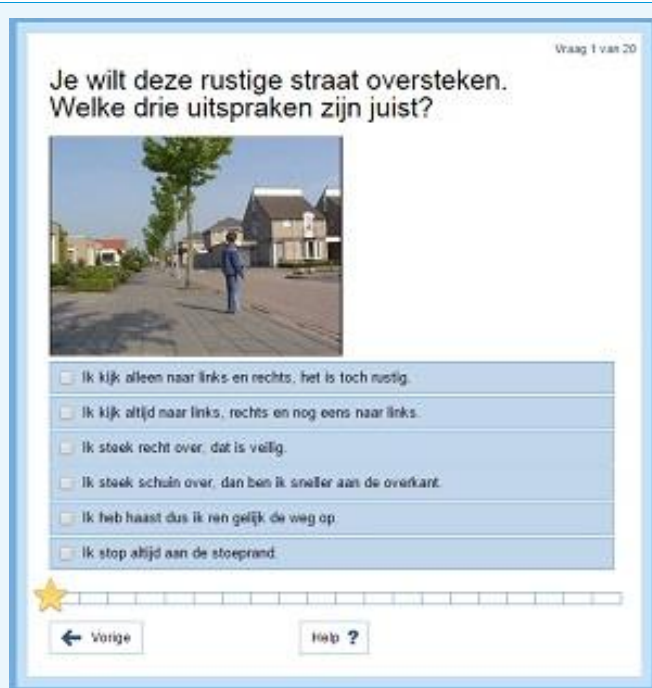 Vraag 1 van 20
Je wilt deze rustige straat oversteken.
Welke drie uitspraken zijn juist?
Ik kijk alleen naar links en rechts, het is toch rustig.
Ik kijk altijd naar links, rechts en nog eens naar links.
Ik steek recht over, dat is veilig.
Ik steek schuin over, dan ben ik sneller aan de overkant.
Ik heb haast dus ik ren gelijk de weg op.
Ik stop altijd aan de stoeprand.
Vorige
Help ?